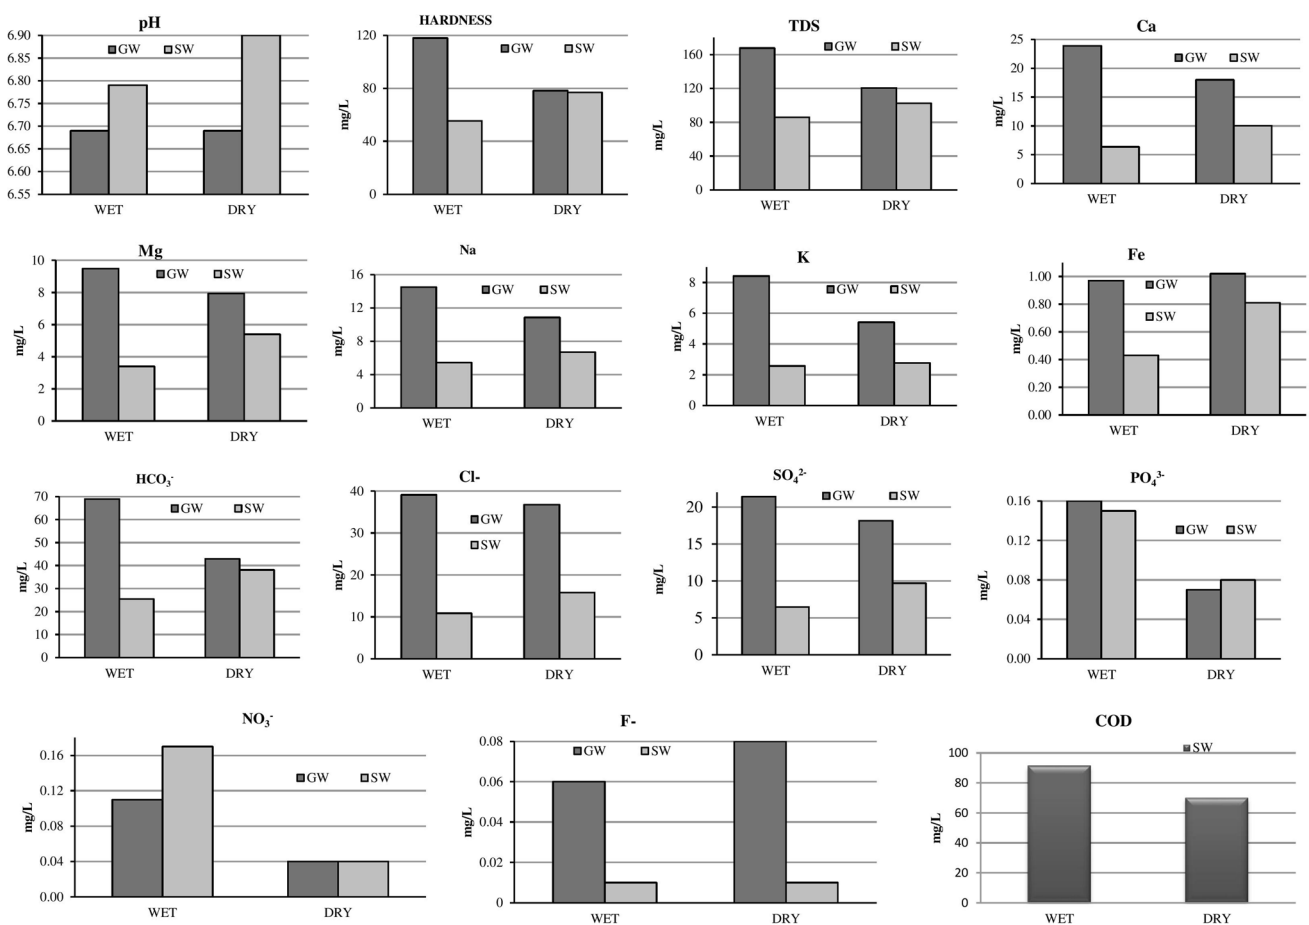 pH
GW SW
6.90
6.85
6.80
6.75
6.70
6.65
6.60
6.55
WET DRY
HARDNESS
GW SW
mg/L
120
80
40
0
WET DRY
TDS
GW SW
mg/L
160
120
80
40
0
WET DRY
Ca
GW SW
mg/L
25
20
15
10
5
0
WET DRY
Mg
GW SW
mg/L
10
8
6
4
2
0
WET DRY
Na
GW SW
mg/L
16
12
8
4
0
WET DRY
K
GW SW
mg/L
8
6
4
2
0
WET DRY
Fe
GW
SW
mg/L
1.00
0.80
0.60
0.40
0.20
0.00
WET DRY
HCO₃⁻
GW SW
mg/L
70
60
50
40
30
20
10
0
WET DRY
Cl-
GW
SW
mg/L
40
30
20
10
0
WET DRY
SO₄²⁻
GW SW
mg/L
20
15
10
5
0
WET DRY
PO₄³⁻
GW SW
mg/L
0.16
0.12
0.08
0.04
0.00
WET DRY
NO₃⁻
GW SW
mg/L
0.16
0.12
0.08
0.04
0.00
WET DRY
F-
GW SW
mg/L
0.08
0.06
0.04
0.02
0
WET DRY
COD
SW
mg/L
100
80
60
40
20
0
WET DRY